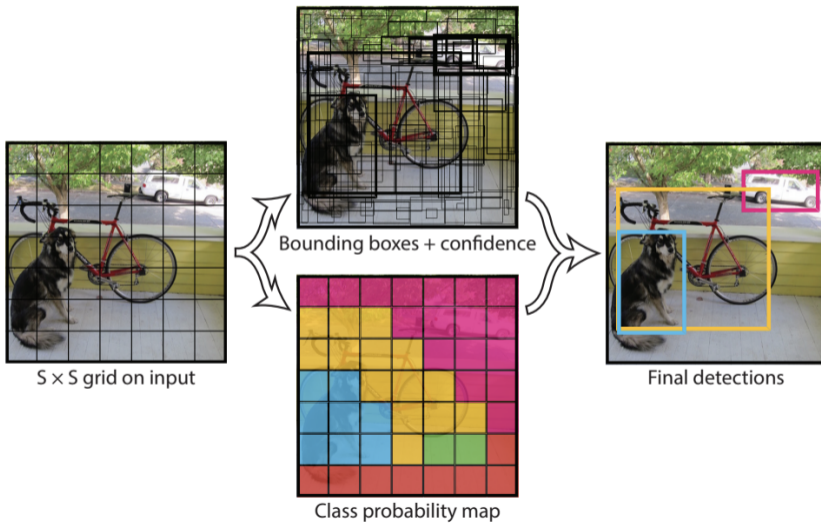 S × S grid on input
Bounding boxes + confidence
Class probability map
Final detections